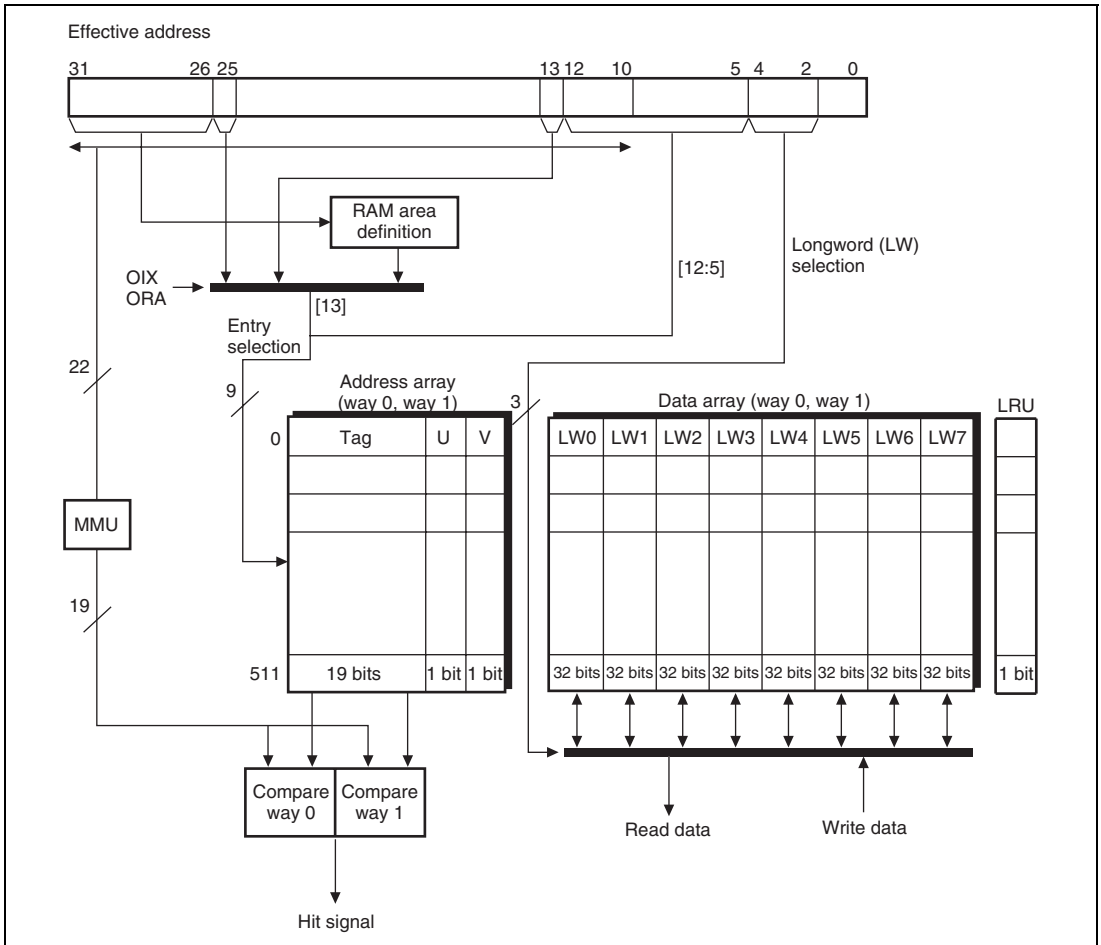 Effective address
31 26 25 13 12 10 5 4 2 0
RAM area
definition
Longword (LW)
selection
[12:5]
OIX
ORA
[13]
Entry
selection
22
9
Address array
(way 0, way 1)
3
Data array (way 0, way 1)
LRU
0 Tag U V
LW0 LW1 LW2 LW3 LW4 LW5 LW6 LW7
MMU
19
511 19 bits 1 bit 1 bit
32 bits 32 bits 32 bits 32 bits 32 bits 32 bits 32 bits 32 bits
1 bit
Compare
way 0
Compare
way 1
Read data
Write data
Hit signal